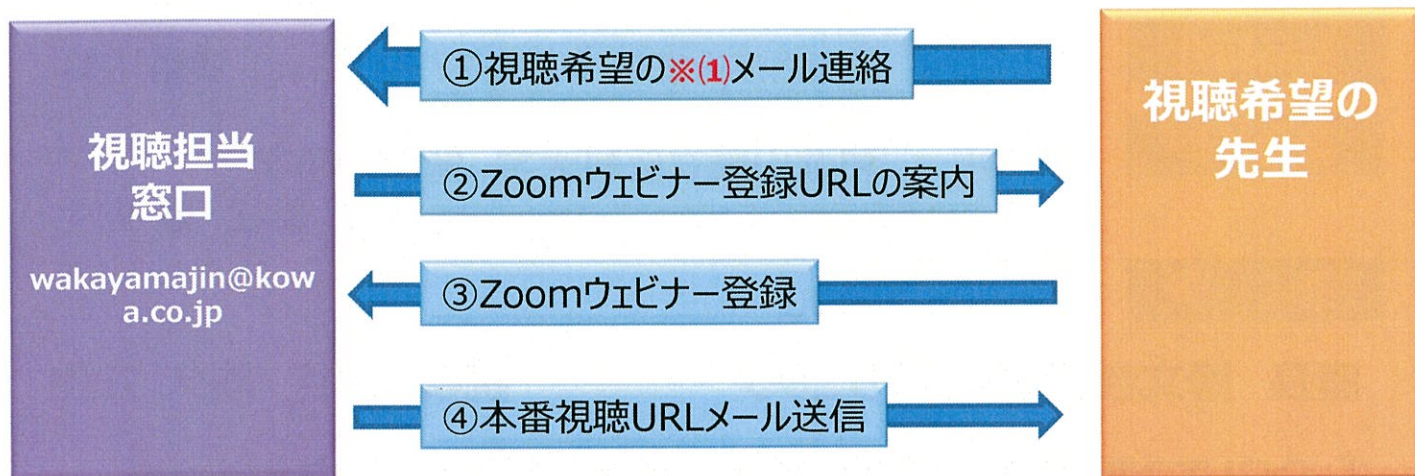 視聴担当
窓口
wakayamajin@kow
a.co.jp
①視聴希望の※(1)メール連絡
②Zoomウェビナー登録URLの案内
③Zoomウェビナー登録
④本番視聴URLメール送信
視聴希望の
先生